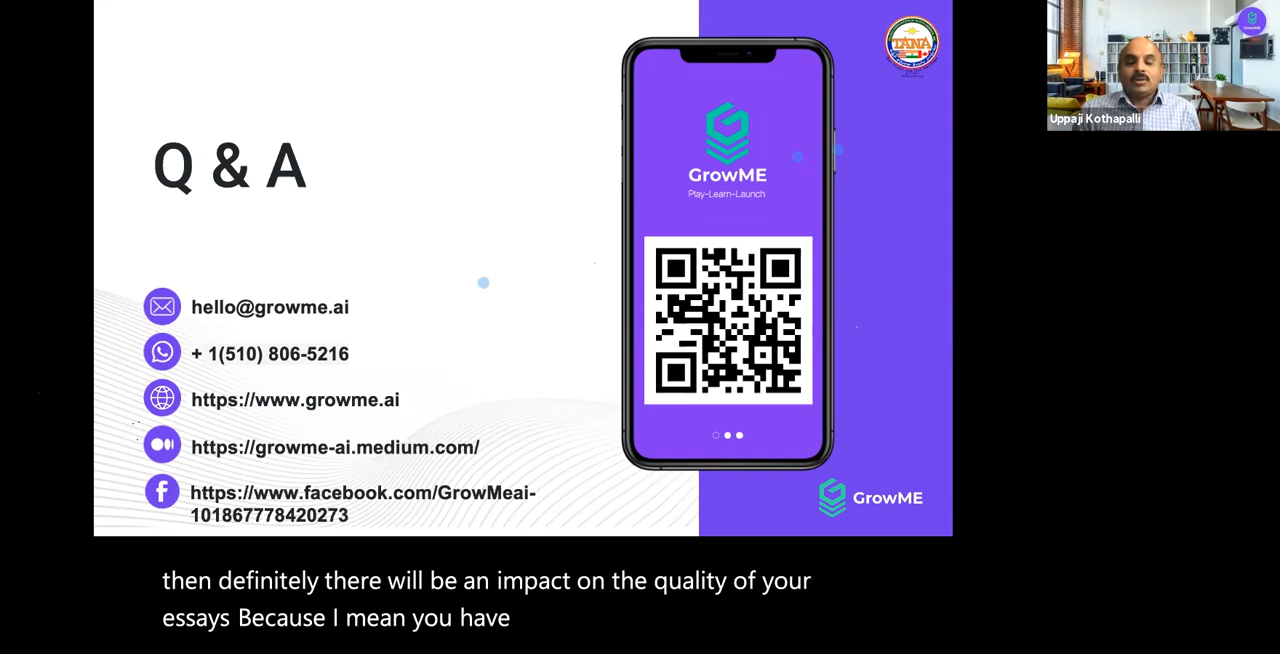 Q & A
hello@growme.ai
+ 1(510) 806-5216
https://www.growme.ai
https://growme-ai.medium.com/
https://www.facebook.com/GrowMeai-
101867778420273
GrowME
Play-Learn-Launch
TANA
GrowME
Uppaji Kothapalli
then definitely there will be an impact on the quality of your
essays Because I mean you have